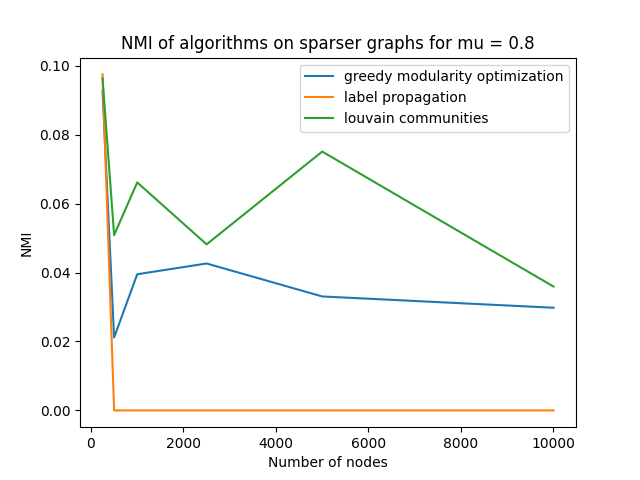 NMI of algorithms on sparser graphs for mu = 0.8
greedy modularity optimization
label propagation
louvain communities
NMI
0.10
0.08
0.06
0.04
0.02
0.00
0 2000 4000 6000 8000 10000
Number of nodes